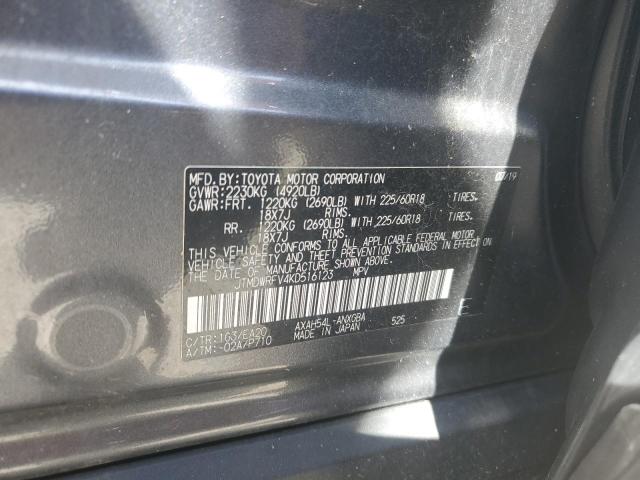 MFD. BY: TOYOTA MOTOR CORPORATION /19
GVWR: 2230KG (4920LB)
GAWR: FRT. 1220KG (2690LB) WITH 225/60R18 TIRES.
18X7J RIMS.
RR. 1220KG (2690LB) WITH 225/60R18 TIRES.
18X7J RIMS.
THIS VEHICLE CONFORMS TO ALL APPLICABLE FEDERAL MOTOR
VEHICLE SAFETY AND THEFT PREVENTION STANDARDS IN EFFECT
ON THE DATE OF MANUFACTURE SHOWN ABOVE.
JTMDWRFV4KD516123 MPV
C/TR: 1G3/EA20 AXAH54L-ANXGBA 525
A/TM: -02A/P710 MADE IN JAPAN
E